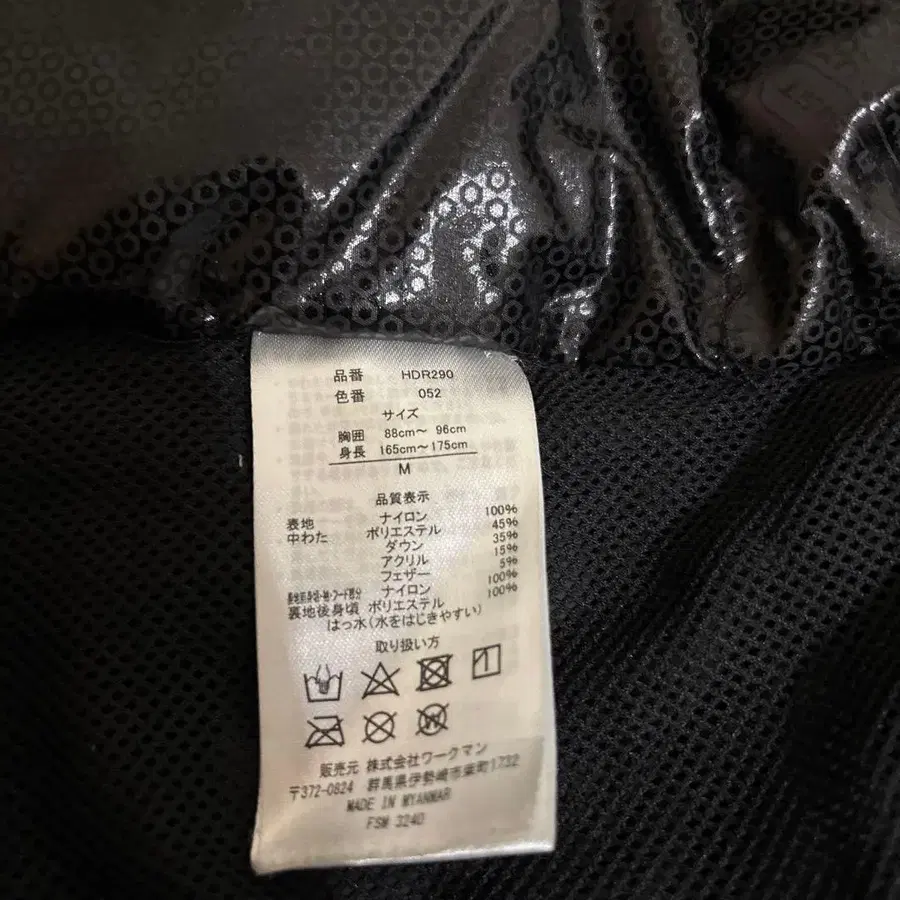 品番 HDR290
色番 052
サイズ
胸囲 88cm～ 96cm
身長 165cm～175cm
M
品質表示
表地 ナイロン 100%
中わた ポリエステル 45%
ダウン 35%
アクリル 15%
フェザー 5%
ナイロン 100%
裏地後身頃 ポリエステル 100%
はっ水(水をはじきやすい)
取り扱い方
販売元 株式会社ワークマン
〒372-0824 群馬県伊勢崎市柴町1732
MADE IN MYANMAR
FSM 3240